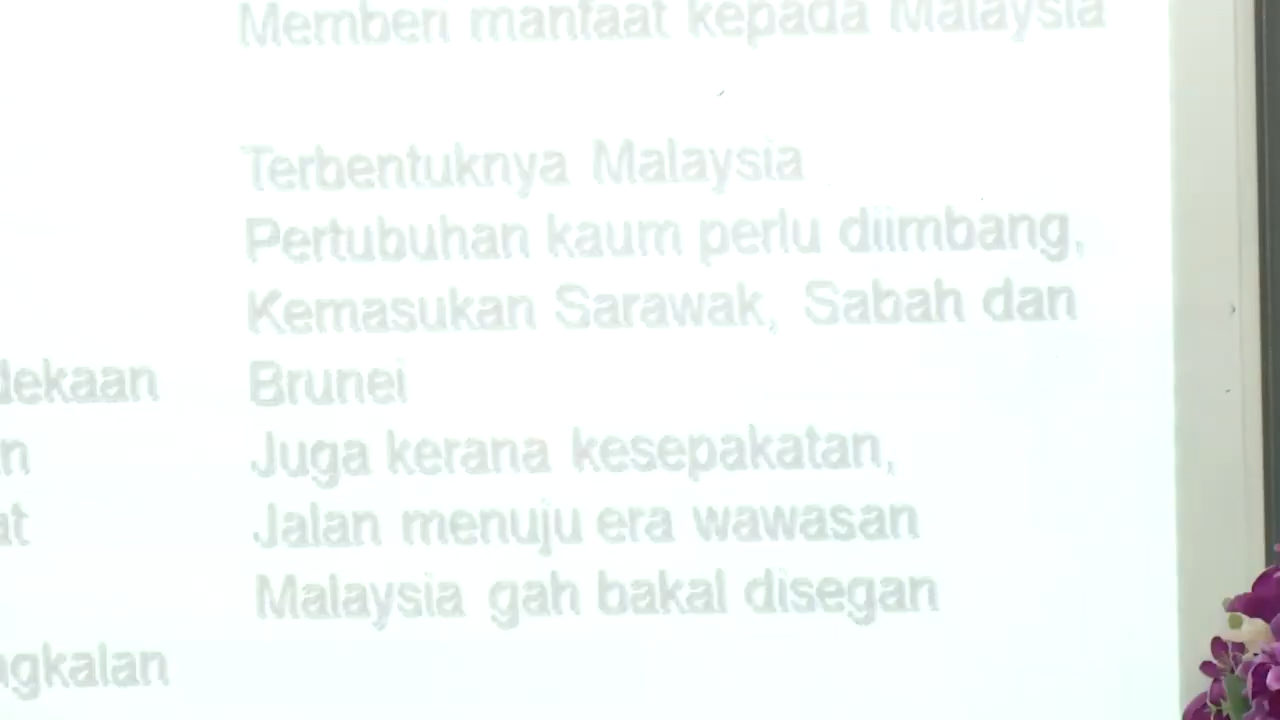 Memberi manfaat kepada Malaysia
Terbentuknya Malaysia
Pertubuhan kaum perlu diimbang,
Kemasukan Sarawak, Sabah dan
dekaan Brunei
n Juga kerana kesepakatan,
at Jalan menuju era wawasan
Malaysia gah bakal disegan
gkalan